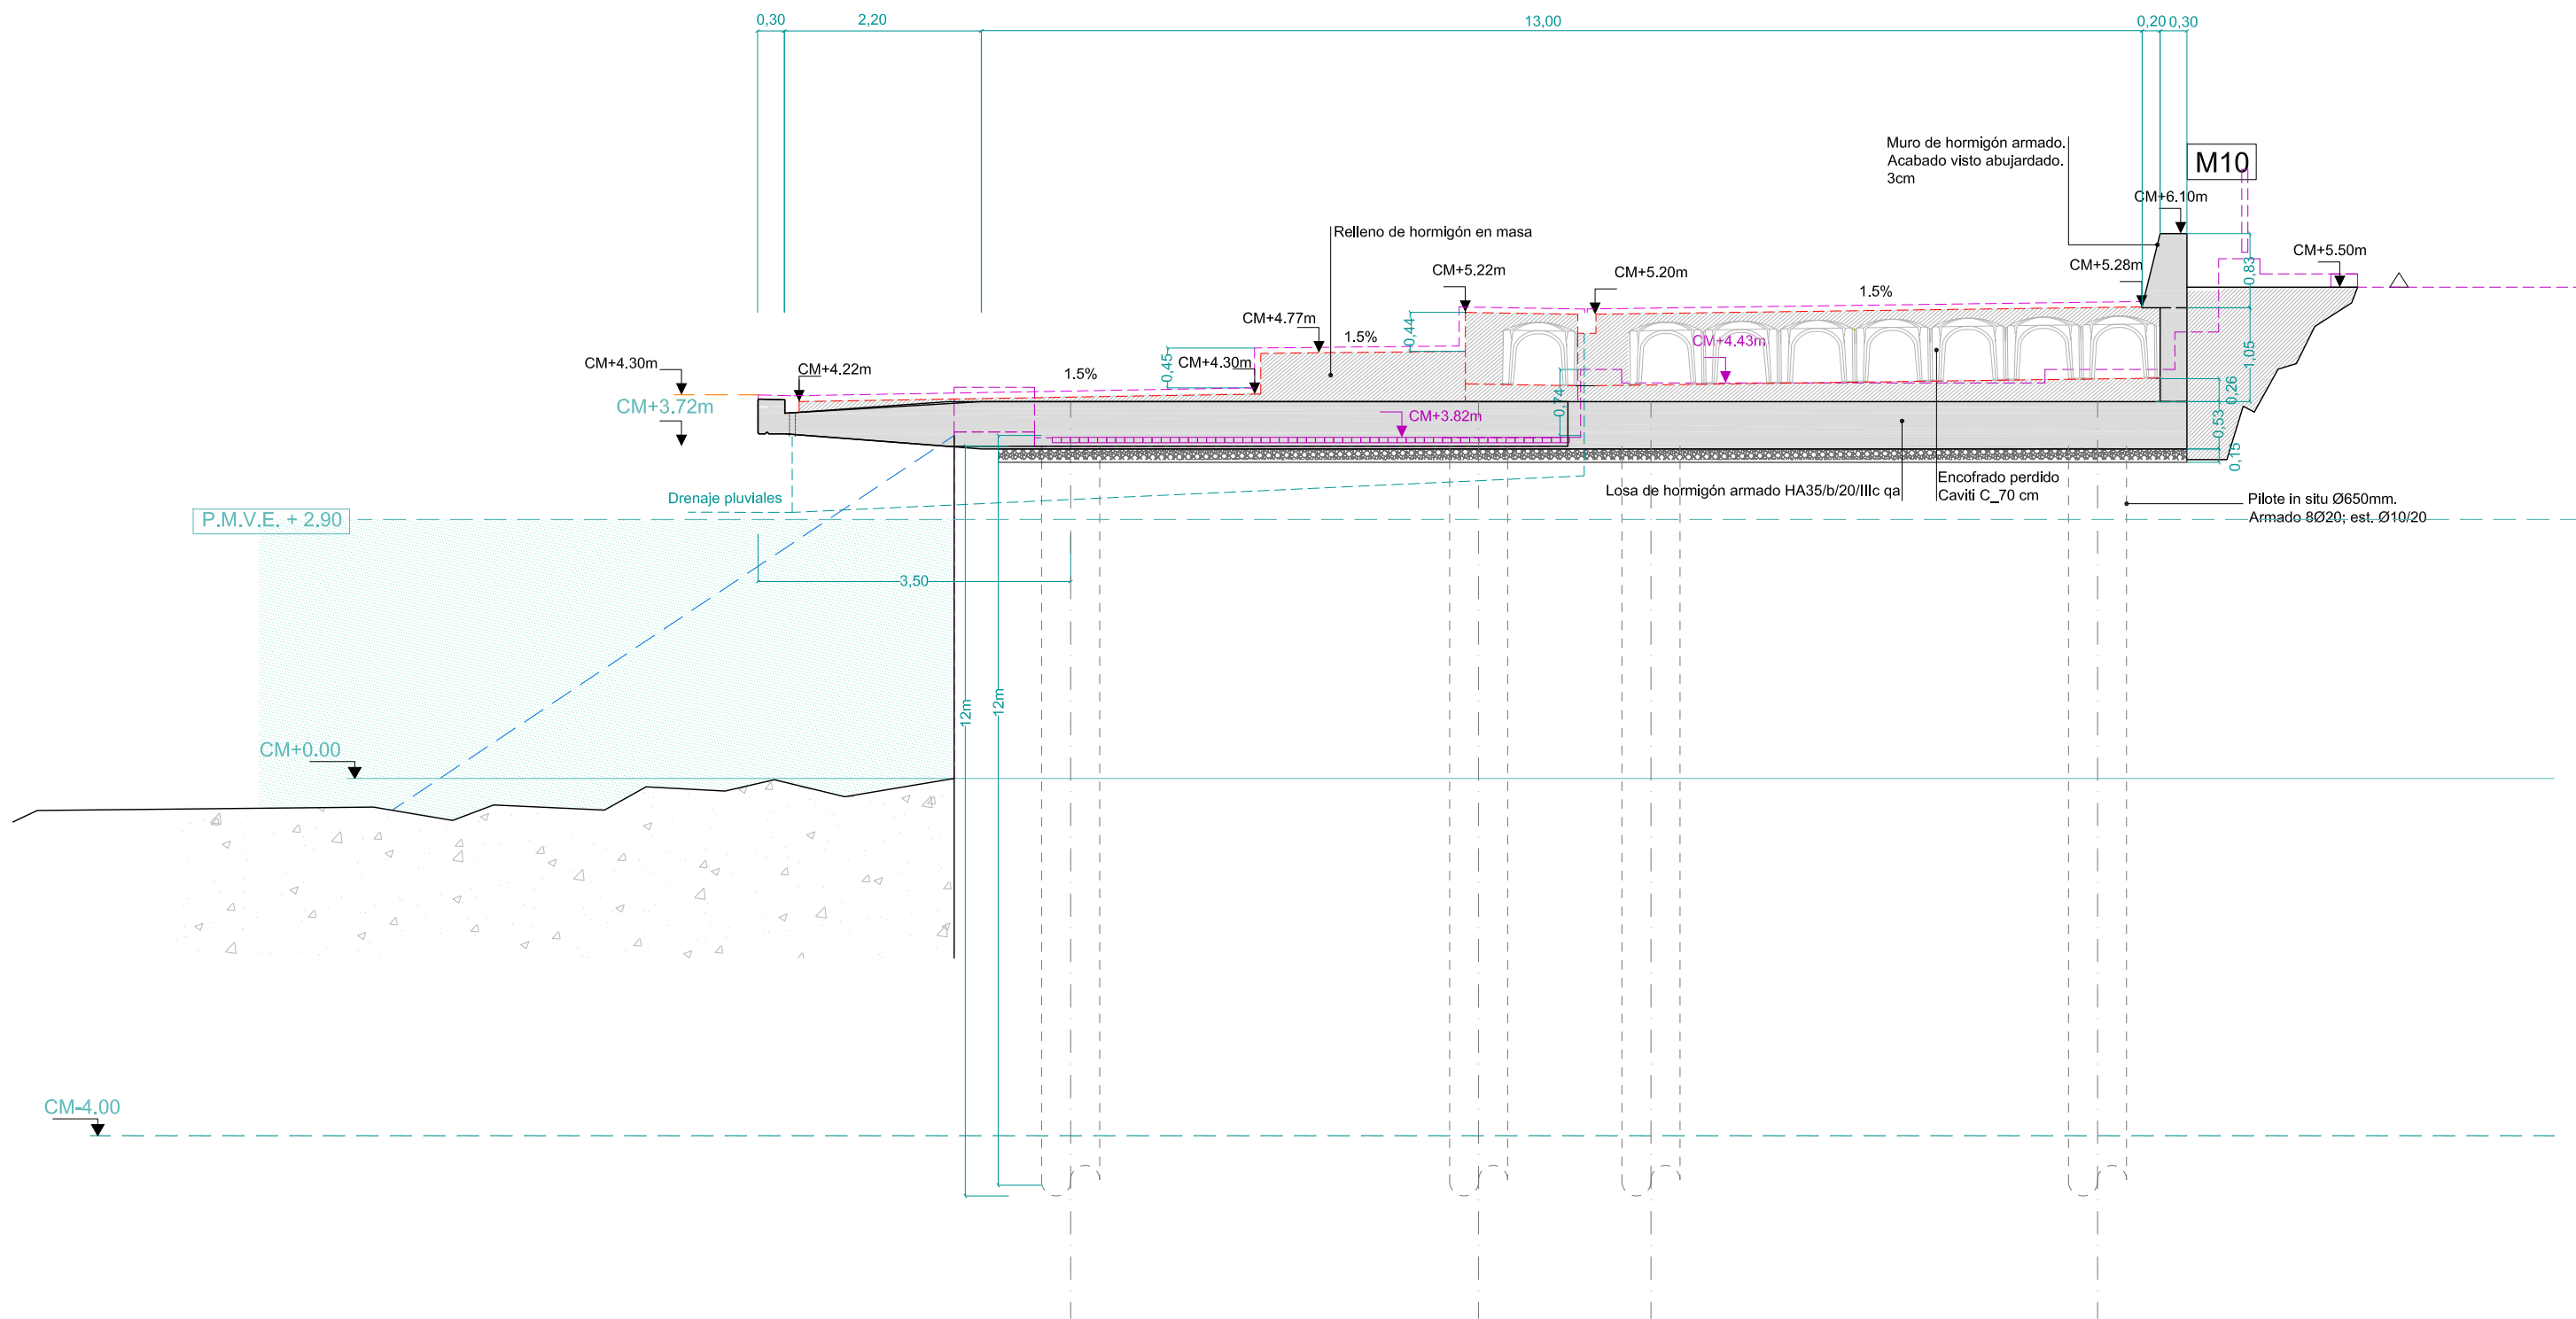 0,30
2,20
13,00
0,20
0,30
Muro de hormigón armado.
Acabado visto abujardado.
3cm
M10
CM+6.10m
Relleno de hormigón en masa
CM+5.22m
CM+5.20m
CM+5.28m
0,83
CM+5.50m
1.5%
CM+4.77m
0,44
1.5%
CM+4.43m
CM+4.30m
CM+4.22m
1.5%
0,45
CM+4.30m
1,05
CM+3.72m
0,74
CM+3.82m
0,26
0,53
0,15
Drenaje pluviales
Losa de hormigón armado HA35/b/20/IIIc qa
Encofrado perdido
Caviti C_70 cm
Pilote in situ Ø650mm.
Armado 8Ø20; est. Ø10/20
P.M.V.E. + 2.90
3,50
12m
12m
CM+0.00
CM-4.00